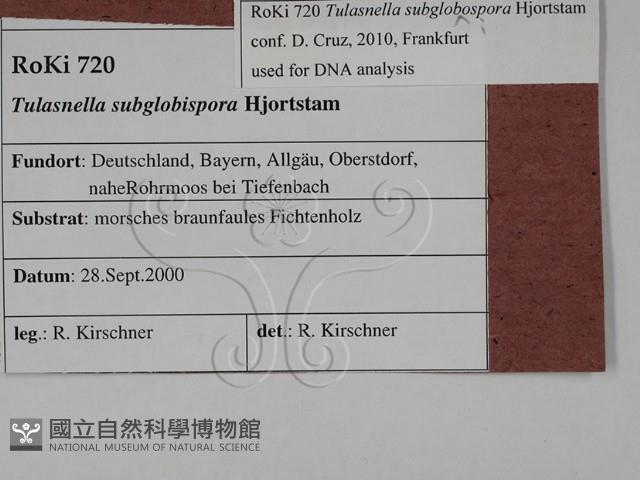 RoKi 720 Tulasnella subglobospora Hjortstam
conf. D. Cruz, 2010, Frankfurt
used for DNA analysis
RoKi 720
Tulasnella subglobispora Hjortstam
Fundort: Deutschland, Bayern, Allgäu, Oberstdorf,
naheRohrmoos bei Tiefenbach
Substrat: morsches braunfaules Fichtenholz
Datum: 28.Sept.2000
leg.: R. Kirschner
det.: R. Kirschner
國立自然科學博物館
NATIONAL MUSEUM OF NATURAL SCIENCE